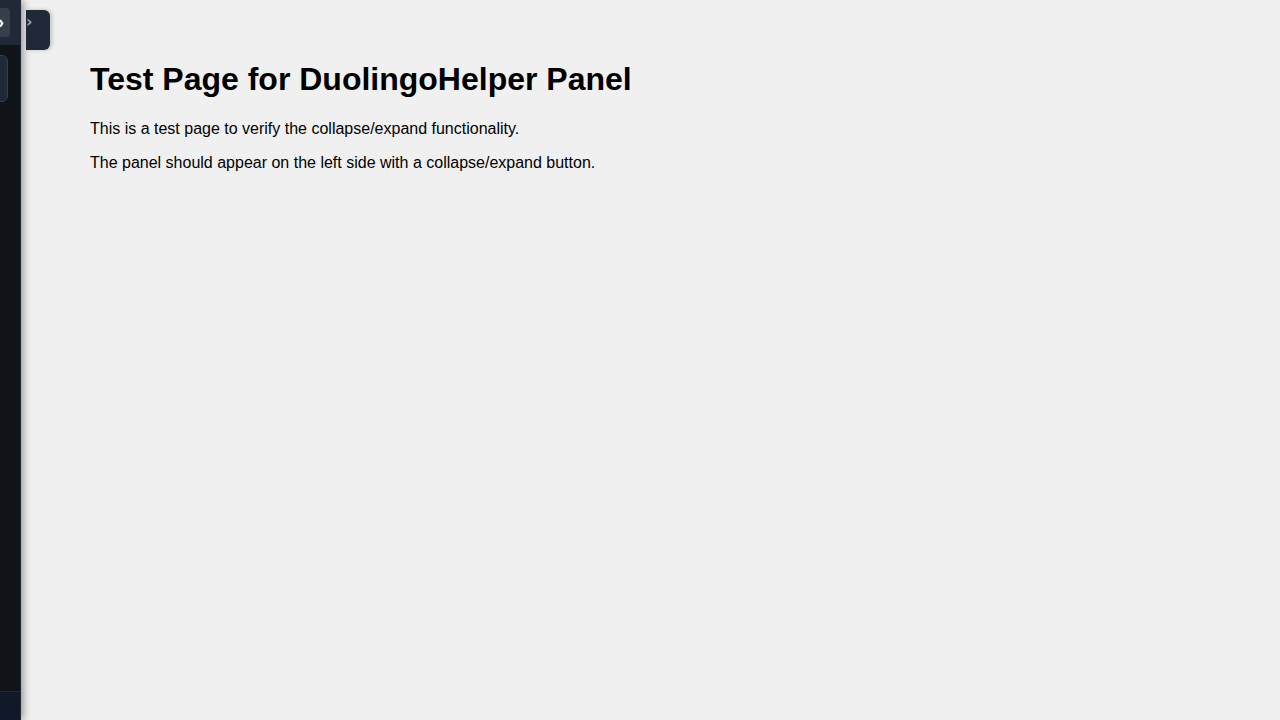 Test Page for DuolingoHelper Panel
This is a test page to verify the collapse/expand functionality.
The panel should appear on the left side with a collapse/expand button.